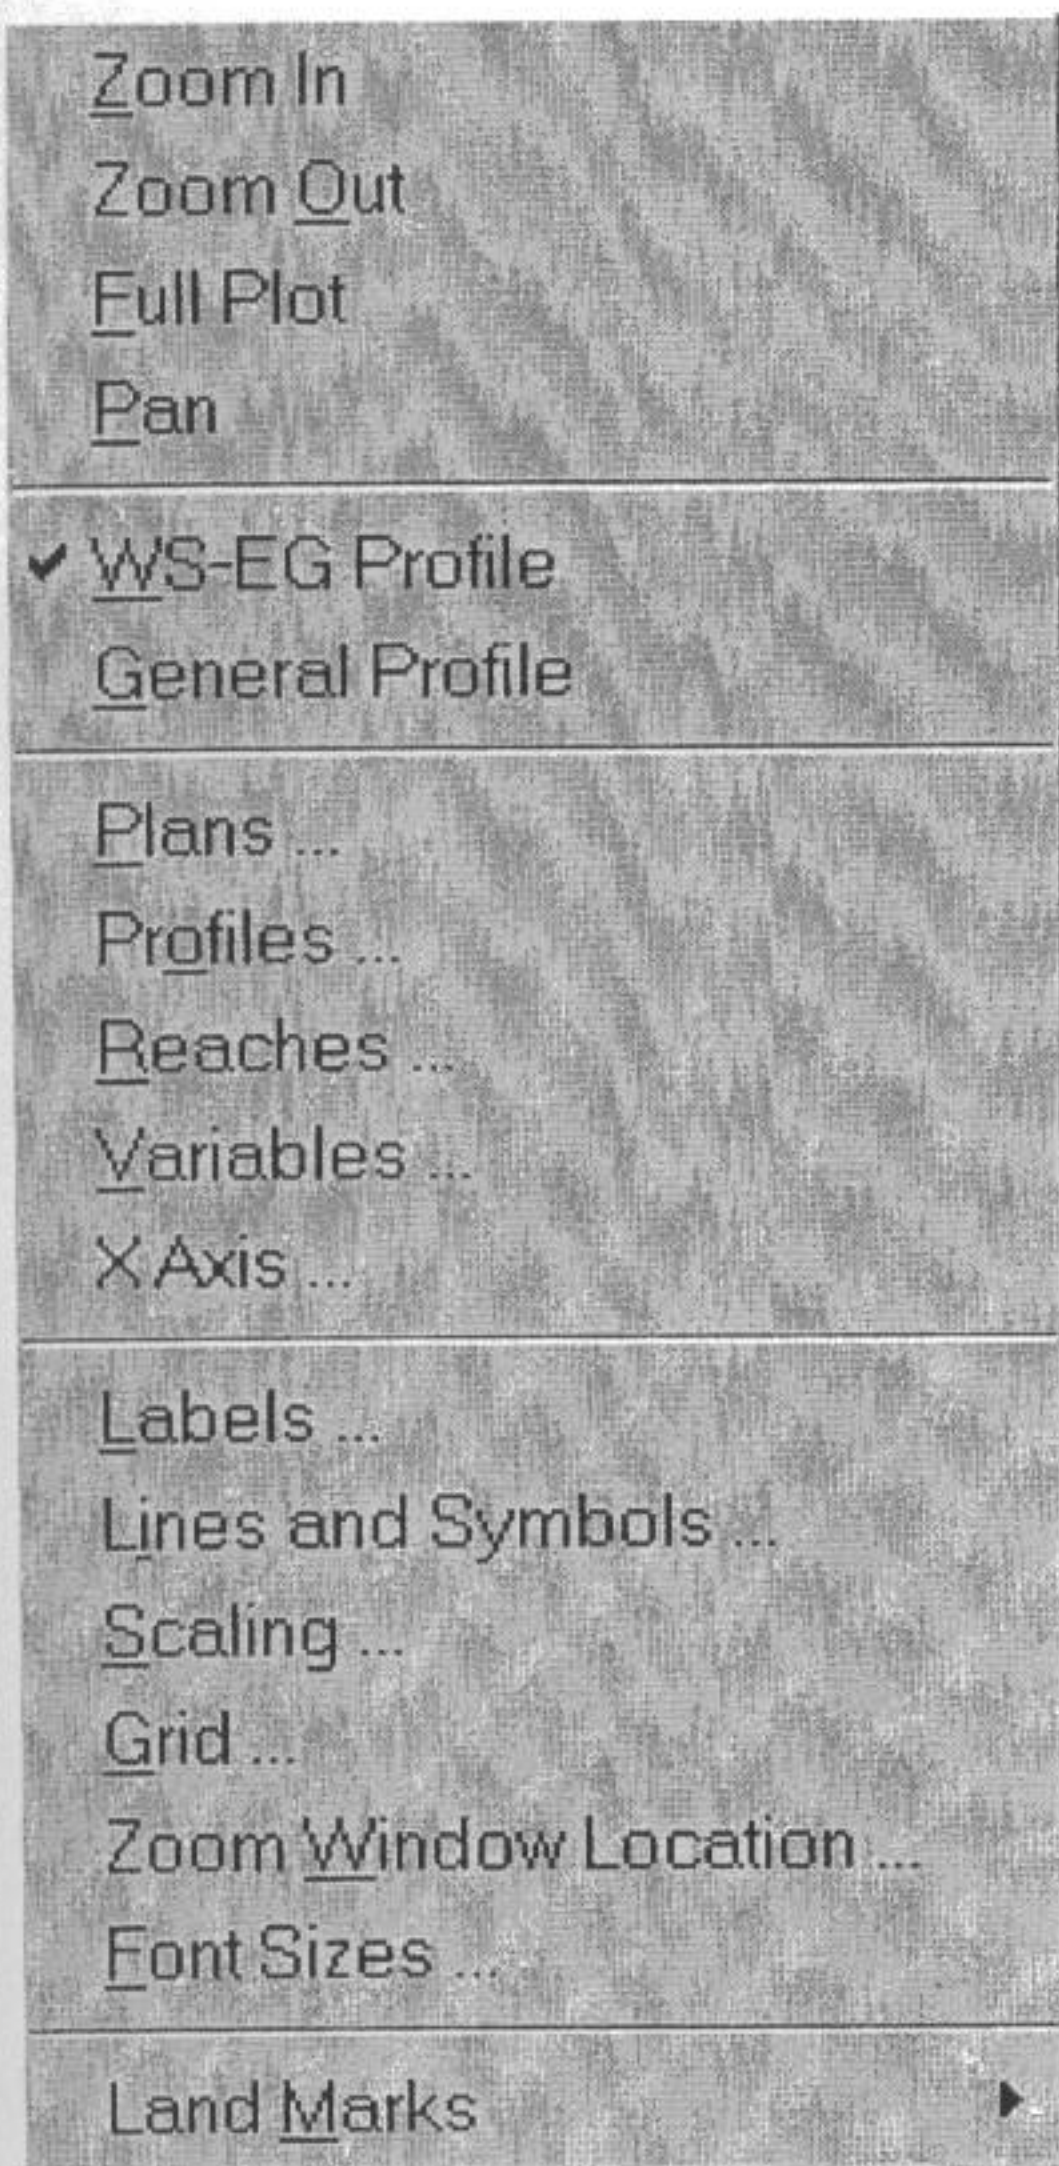 Zoom In
Zoom Out
Full Plot
Pan
WS-EG Profile
General Profile
Plans ...
Profiles ...
Reaches ...
Variables ...
X Axis ...
Labels ...
Lines and Symbols ...
Scaling ...
Grid ...
Zoom Window Location ...
Font Sizes ...
Land Marks